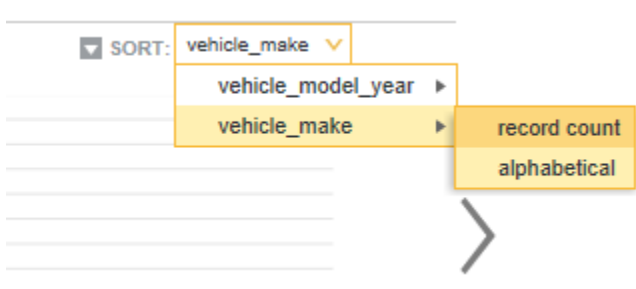 SORT: vehicle_make
vehicle_model_year
vehicle_make
record count
alphabetical